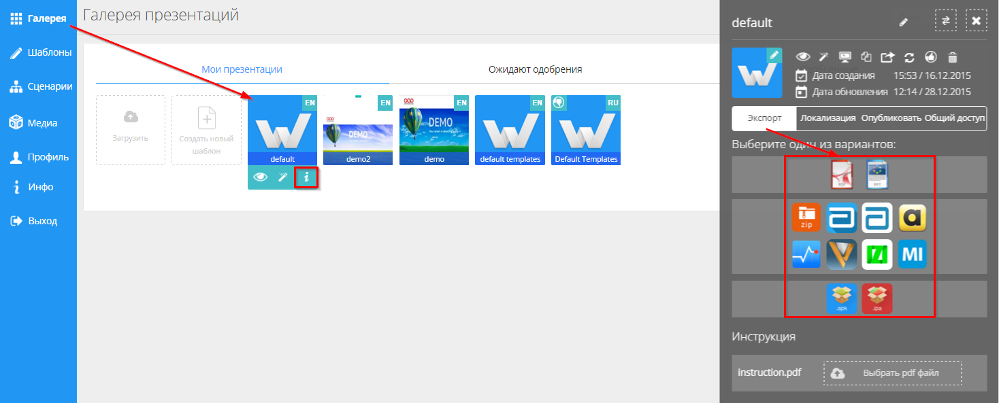 Галерея
Шаблоны
Сценарии
Медиа
Профиль
Инфо
Выход
Галерея презентаций
Мои презентации
Ожидают одобрения
Загрузить
Создать новый
шаблон
EN
default
EN
DEMO
demo2
EN
DEMO
demo
EN
default templates
RU
Default Templates
default
Дата создания 15:53 / 16.12.2015
Дата обновления 12:14 / 28.12.2015
Экспорт Локализация Опубликовать Общий доступ
Выберите один из вариантов:
PDF PPT
zip a
MI
.apk .ipa
Инструкция
instruction.pdf Выбрать pdf файл